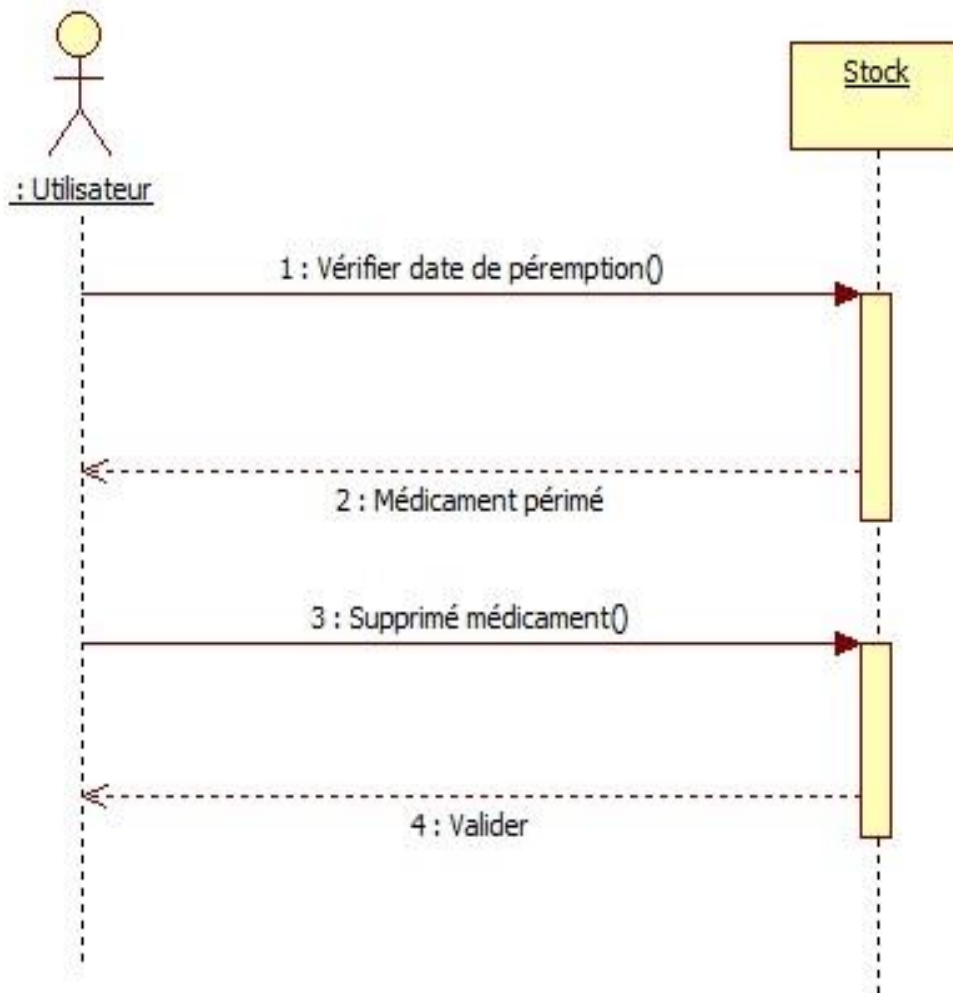 Stock
: Utilisateur
1 : Vérifier date de péremption()
2 : Médicament périmé
3 : Supprimé médicament()
4 : Valider